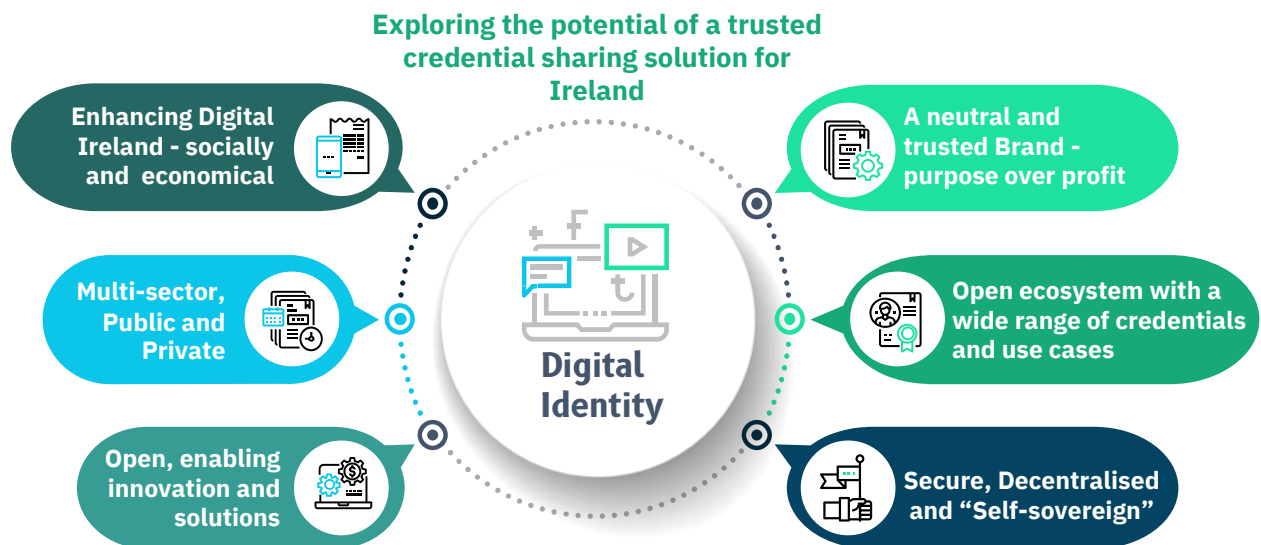 Exploring the potential of a trusted
credential sharing solution for
Ireland
Enhancing Digital
Ireland - socially
and economical
A neutral and
trusted Brand -
purpose over profit
Multi-sector,
Public and
Private
Open ecosystem with a
wide range of credentials
and use cases
Digital
Identity
Open, enabling
innovation and
solutions
Secure, Decentralised
and “Self-sovereign”